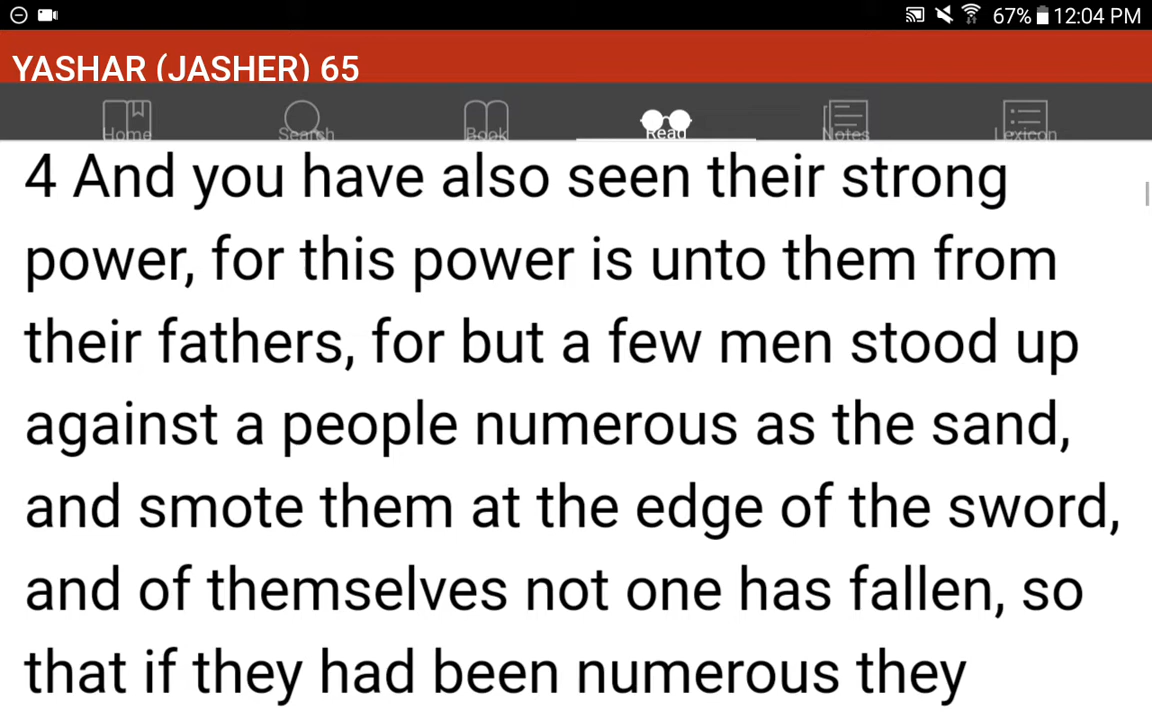 67% 12:04 PM
YASHAR (JASHER) 65
Home Search Book Read Notes Lexicon
4 And you have also seen their strong
power, for this power is unto them from
their fathers, for but a few men stood up
against a people numerous as the sand,
and smote them at the edge of the sword,
and of themselves not one has fallen, so
that if they had been numerous they